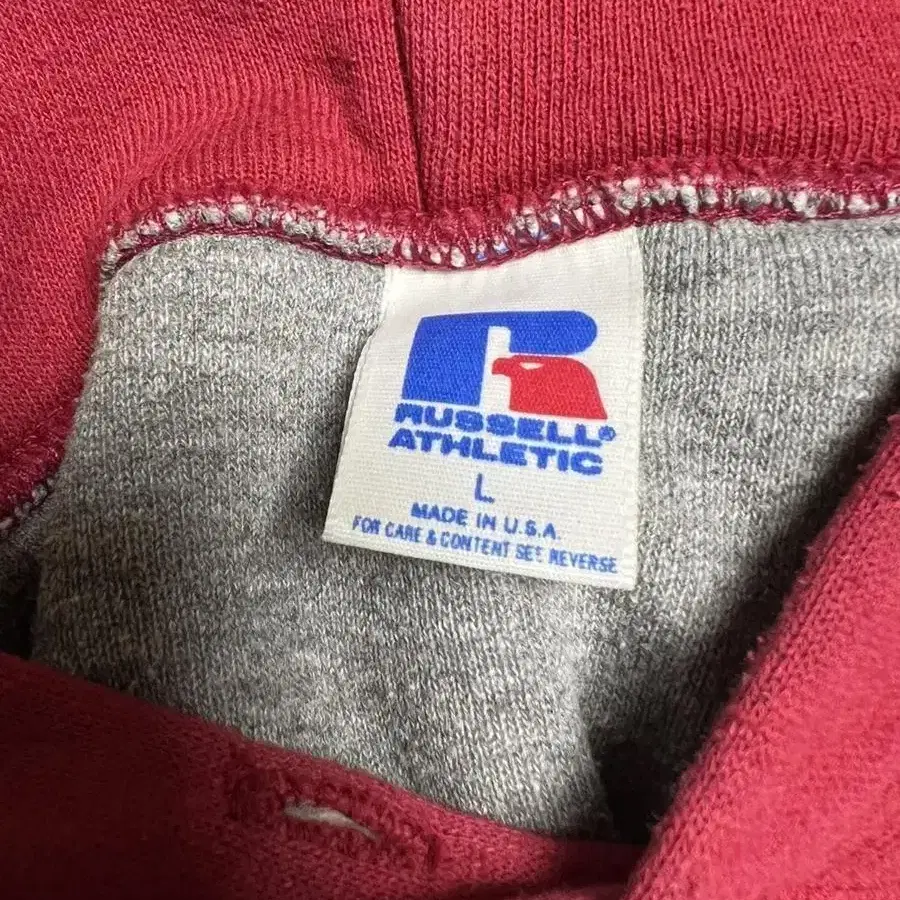 RUSSELL®
ATHLETIC
L
MADE IN U.S.A.
FOR CARE & CONTENT SEE REVERSE